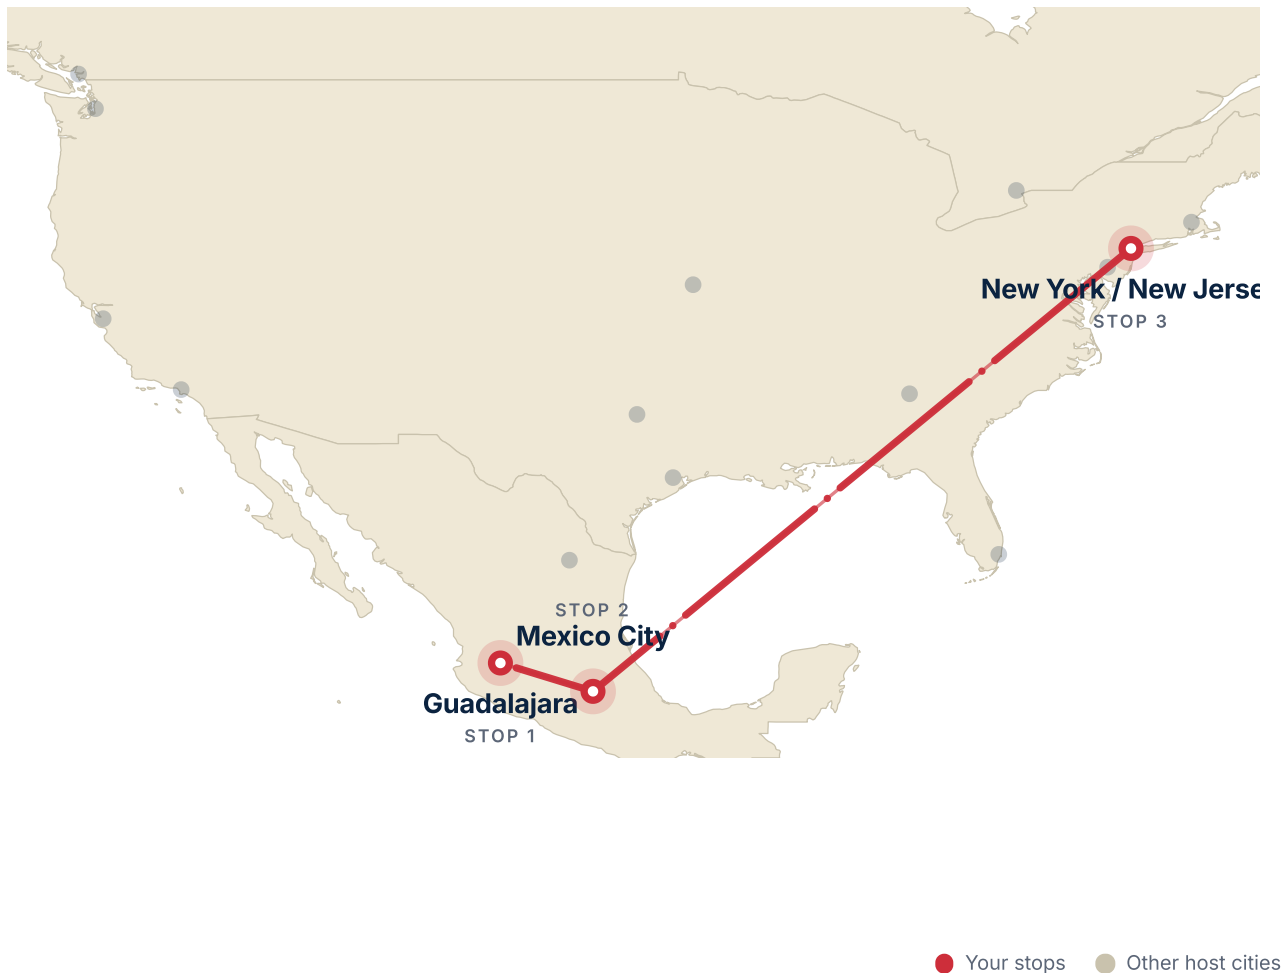 New York / New Jerse
STOP 3
STOP 2
Mexico City
Guadalajara
STOP 1
Your stops
Other host cities